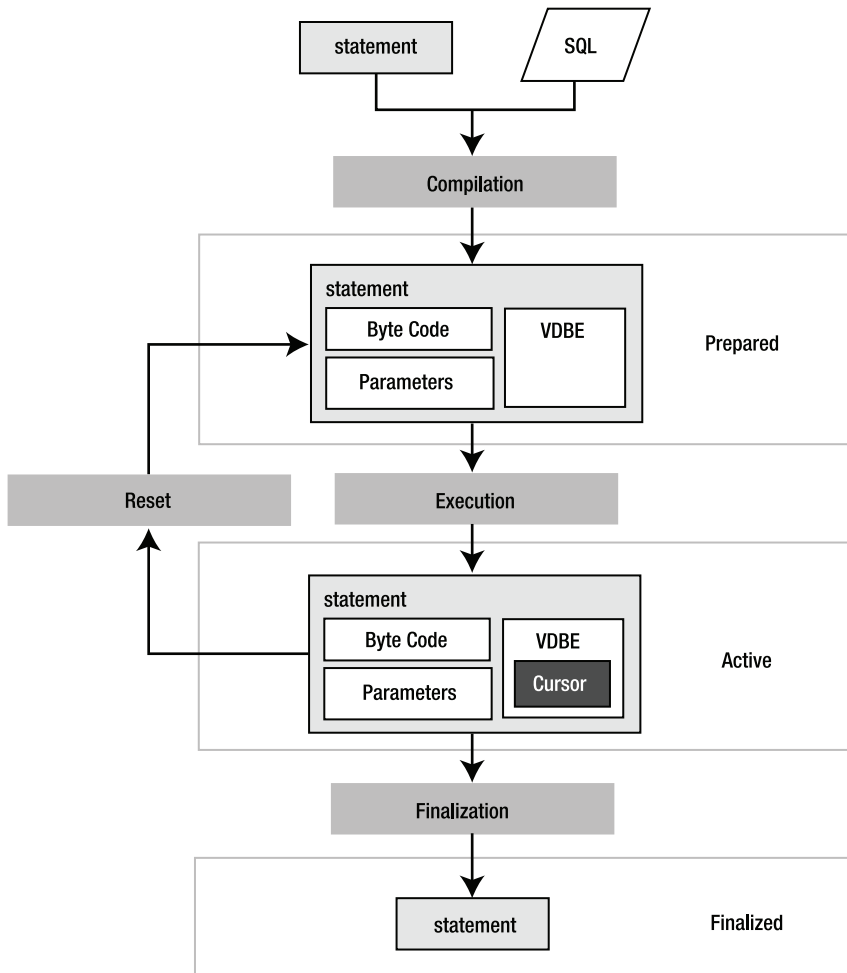 statement
SQL
Compilation
statement
Byte Code
VDBE
Parameters
Prepared
Reset
Execution
statement
Byte Code
VDBE
Parameters
Cursor
Active
Finalization
statement
Finalized